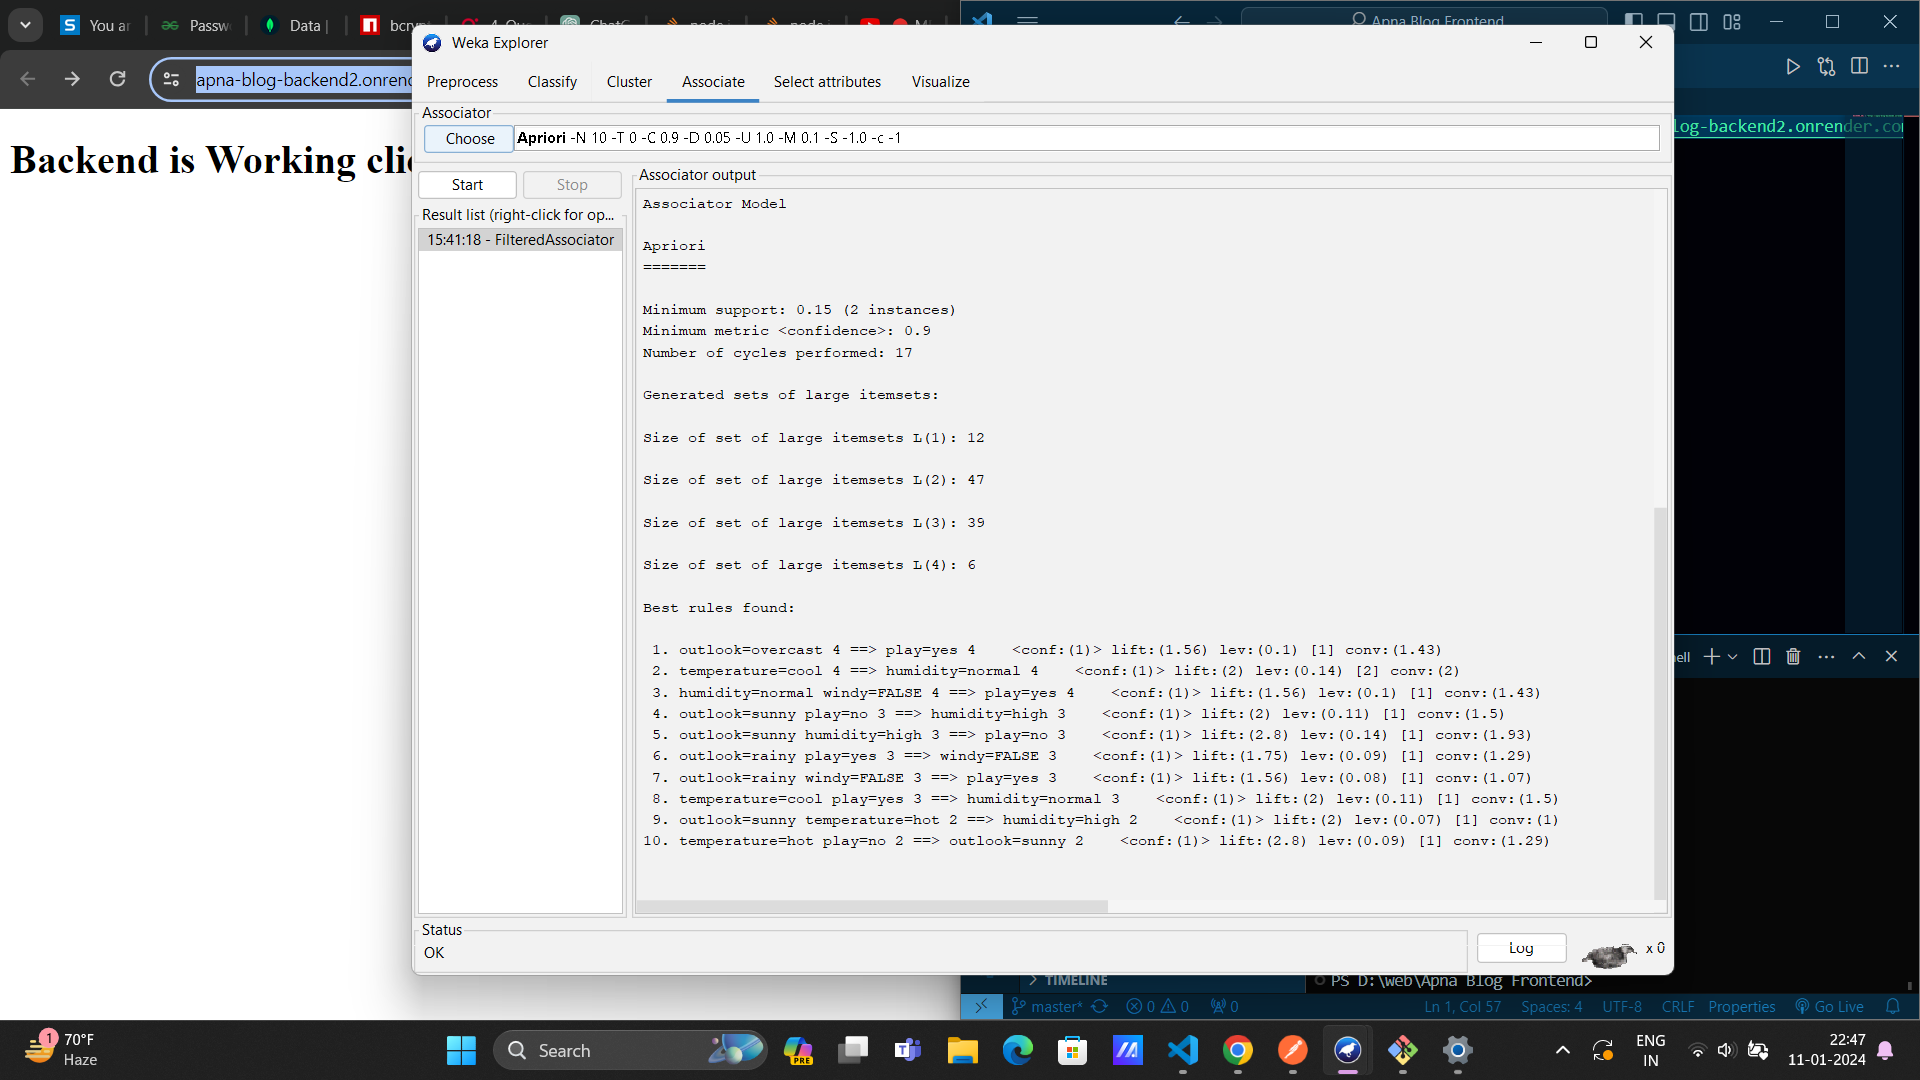 You ar
Passw
Data |
bcryp
apna-blog-backend2.onrend
Backend is Working clic
Apna Blog Frontend
log-backend2.onrender.co
Weka Explorer
Preprocess
Classify
Cluster
Associate
Select attributes
Visualize
Associator
Choose
Apriori -N 10 -T 0 -C 0.9 -D 0.05 -U 1.0 -M 0.1 -S -1.0 -c -1
Start
Stop
Result list (right-click for op...
15:41:18 - FilteredAssociator
Associator output
Associator Model
Apriori
=======
Minimum support: 0.15 (2 instances)
Minimum metric <confidence>: 0.9
Number of cycles performed: 17
Generated sets of large itemsets:
Size of set of large itemsets L(1): 12
Size of set of large itemsets L(2): 47
Size of set of large itemsets L(3): 39
Size of set of large itemsets L(4): 6
Best rules found:
1. outlook=overcast 4 ==> play=yes 4    <conf:(1)> lift:(1.56) lev:(0.1) [1] conv:(1.43)
2. temperature=cool 4 ==> humidity=normal 4    <conf:(1)> lift:(2) lev:(0.14) [2] conv:(2)
3. humidity=normal windy=FALSE 4 ==> play=yes 4    <conf:(1)> lift:(1.56) lev:(0.1) [1] conv:(1.43)
4. outlook=sunny play=no 3 ==> humidity=high 3    <conf:(1)> lift:(2) lev:(0.11) [1] conv:(1.5)
5. outlook=sunny humidity=high 3 ==> play=no 3    <conf:(1)> lift:(2.8) lev:(0.14) [1] conv:(1.93)
6. outlook=rainy play=yes 3 ==> windy=FALSE 3    <conf:(1)> lift:(1.75) lev:(0.09) [1] conv:(1.29)
7. outlook=rainy windy=FALSE 3 ==> play=yes 3    <conf:(1)> lift:(1.56) lev:(0.08) [1] conv:(1.07)
8. temperature=cool play=yes 3 ==> humidity=normal 3    <conf:(1)> lift:(2) lev:(0.11) [1] conv:(1.5)
9. outlook=sunny temperature=hot 2 ==> humidity=high 2    <conf:(1)> lift:(2) lev:(0.07) [1] conv:(1)
10. temperature=hot play=no 2 ==> outlook=sunny 2    <conf:(1)> lift:(2.8) lev:(0.09) [1] conv:(1.29)
Status
OK
Log
x 0
ell
TIMELINE
PS D:\web\Apna Blog Frontend>
master*
0
0
0
Ln 1, Col 57
Spaces: 4
UTF-8
CRLF
Properties
Go Live
1
70°F
Haze
Search
PRE
ENG
IN
22:47
11-01-2024